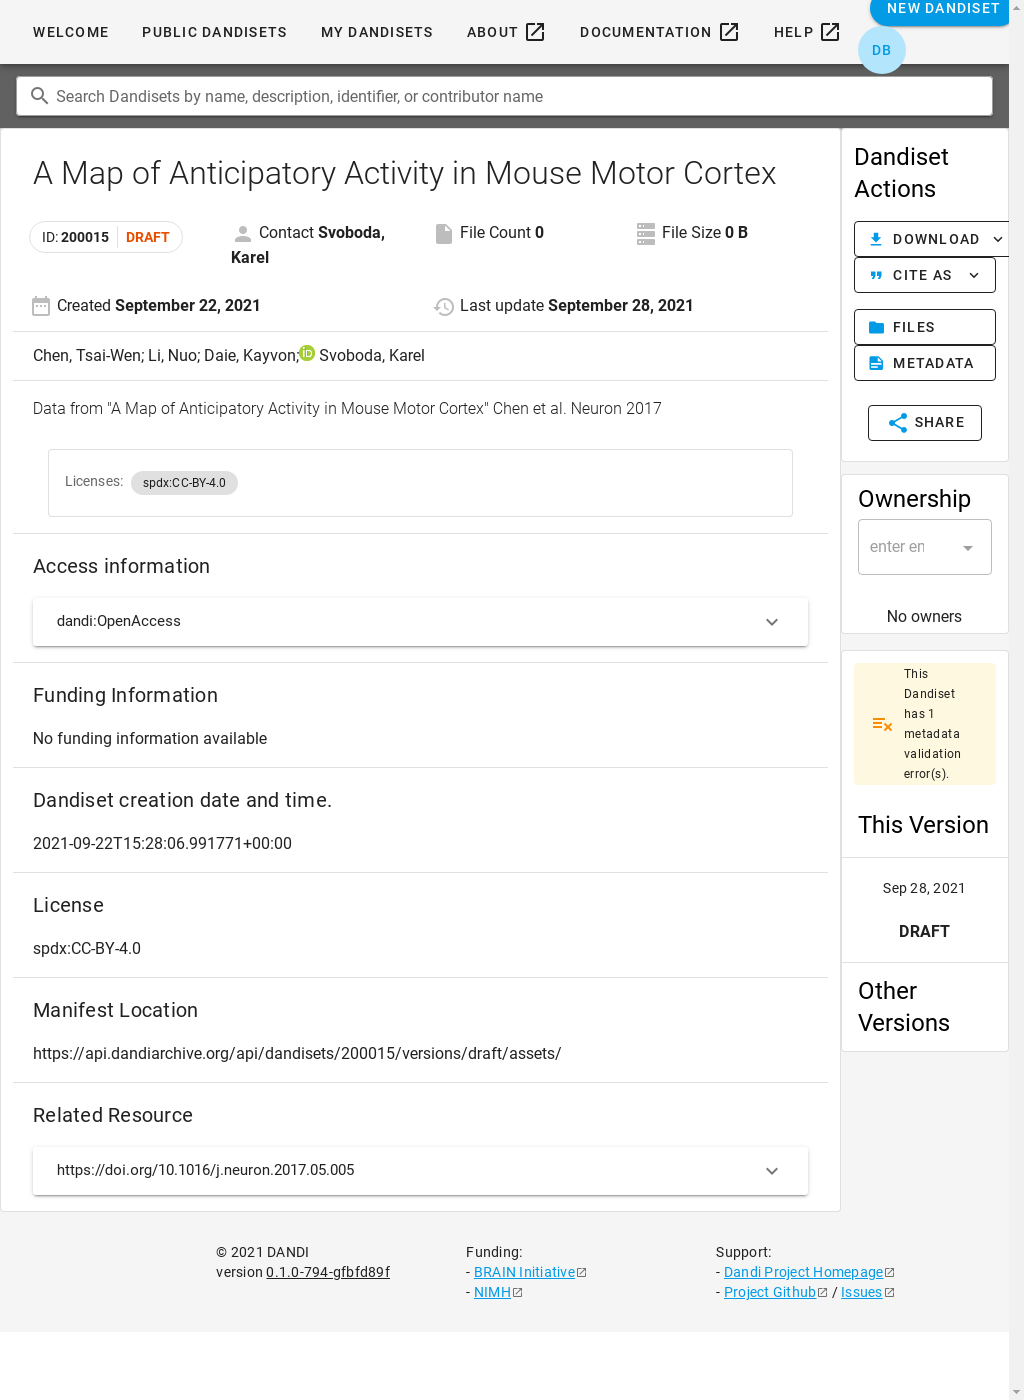 WELCOME PUBLIC DANDISETS MY DANDISETS ABOUT DOCUMENTATION HELP NEW DANDISET
DB
Search Dandisets by name, description, identifier, or contributor name
A Map of Anticipatory Activity in Mouse Motor Cortex
ID: 200015 DRAFT
Contact Svoboda, Karel
File Count 0
File Size 0 B
Created September 22, 2021
Last update September 28, 2021
Chen, Tsai-Wen; Li, Nuo; Daie, Kayvon; iD Svoboda, Karel
Data from "A Map of Anticipatory Activity in Mouse Motor Cortex" Chen et al. Neuron 2017
Licenses: spdx:CC-BY-4.0
Access information
dandi:OpenAccess
Funding Information
No funding information available
Dandiset creation date and time.
2021-09-22T15:28:06.991771+00:00
License
spdx:CC-BY-4.0
Manifest Location
https://api.dandiarchive.org/api/dandisets/200015/versions/draft/assets/
Related Resource
https://doi.org/10.1016/j.neuron.2017.05.005
Dandiset
Actions
DOWNLOAD
CITE AS
FILES
METADATA
SHARE
Ownership
enter en
No owners
This
Dandiset
has 1
metadata
validation
error(s).
This Version
Sep 28, 2021
DRAFT
Other
Versions
© 2021 DANDI
version 0.1.0-794-gfbfd89f
Funding:
- BRAIN Initiative
- NIMH
Support:
- Dandi Project Homepage
- Project Github / Issues